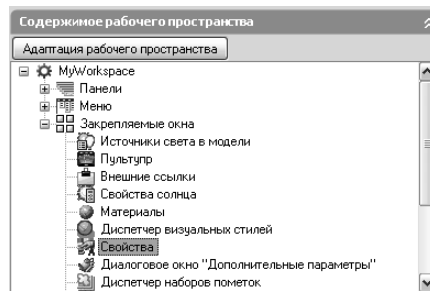 Содержимое рабочего пространства
Адаптация рабочего пространства
MyWorkspace
Панели
Меню
Закрепляемые окна
Источники света в модели
Пультупр
Внешние ссылки
Свойства солнца
Материалы
Диспетчер визуальных стилей
Свойства
Диалоговое окно "Дополнительные параметры"
Диспетчер наборов пометок